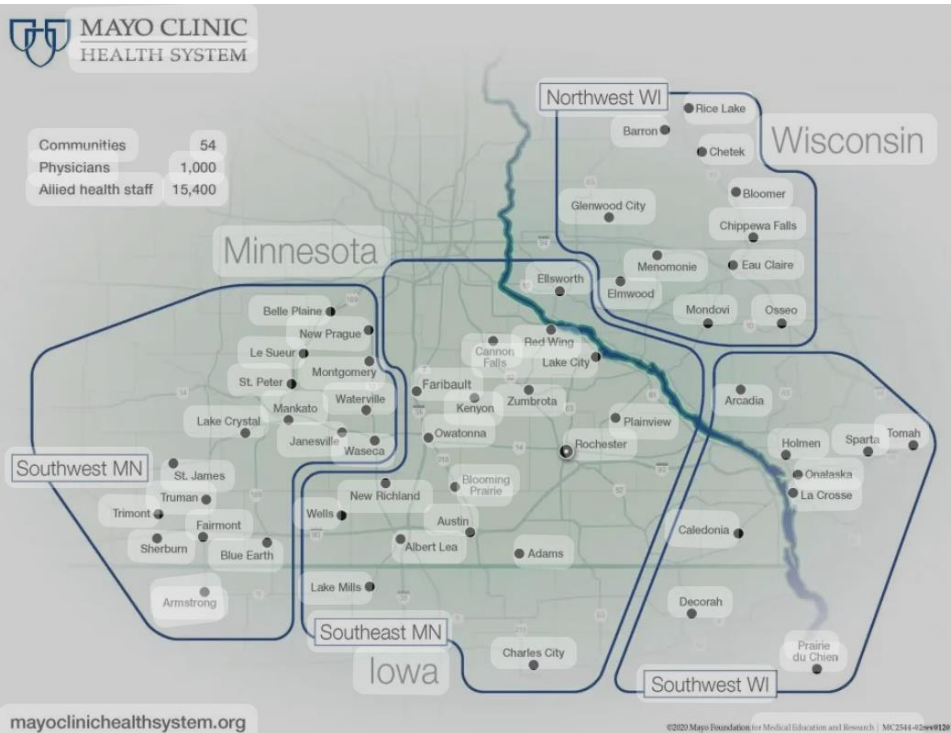 MAYO CLINIC
HEALTH SYSTEM
Communities 54
Physicians 1,000
Allied health staff 15,400
Northwest WI
Rice Lake
Barron
Wisconsin
Chetek
Bloomer
Glenwood City
Chippewa Falls
Minnesota
Menomonie
Eau Claire
Ellsworth
Elmwood
Belle Plaine
Mondovi
Osseo
New Prague
Red Wing
Cannon
Falls
Le Sueur
Lake City
Montgomery
St. Peter
Faribault
Waterville
Kenyon
Zumbrota
Arcadia
Mankato
Lake Crystal
Plainview
Janesville
Owatonna
Waseca
Rochester
Holmen
Sparta
Tomah
Southwest MN
St. James
Onalaska
Blooming
Prairie
New Richland
La Crosse
Truman
Trimont
Wells
Fairmont
Austin
Caledonia
Sherburn
Blue Earth
Albert Lea
Adams
Lake Mills
Armstrong
Decorah
Southeast MN
Charles City
Prairie
du Chien
Iowa
Southwest WI
mayoclinichealthsystem.org
©2020 Mayo Foundation for Medical Education and Research | MC2544-02rev0120